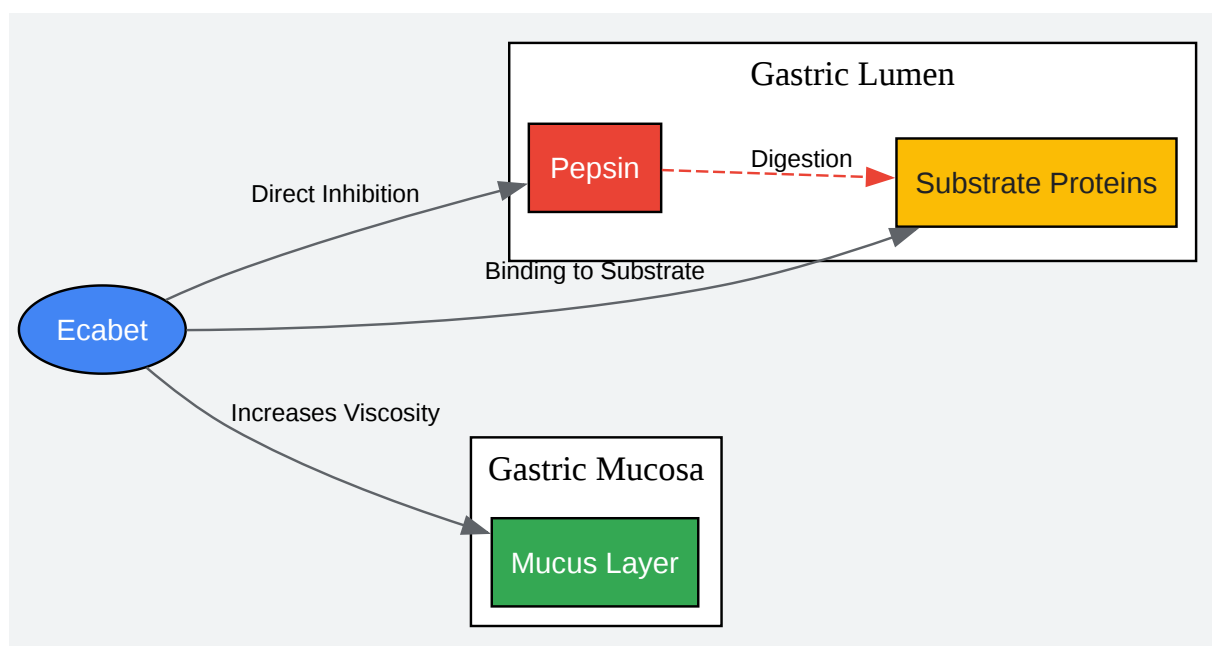 Gastric Lumen
Pepsin
Digestion
Substrate Proteins
Direct Inhibition
Binding to Substrate
Ecabet
Increases Viscosity
Gastric Mucosa
Mucus Layer